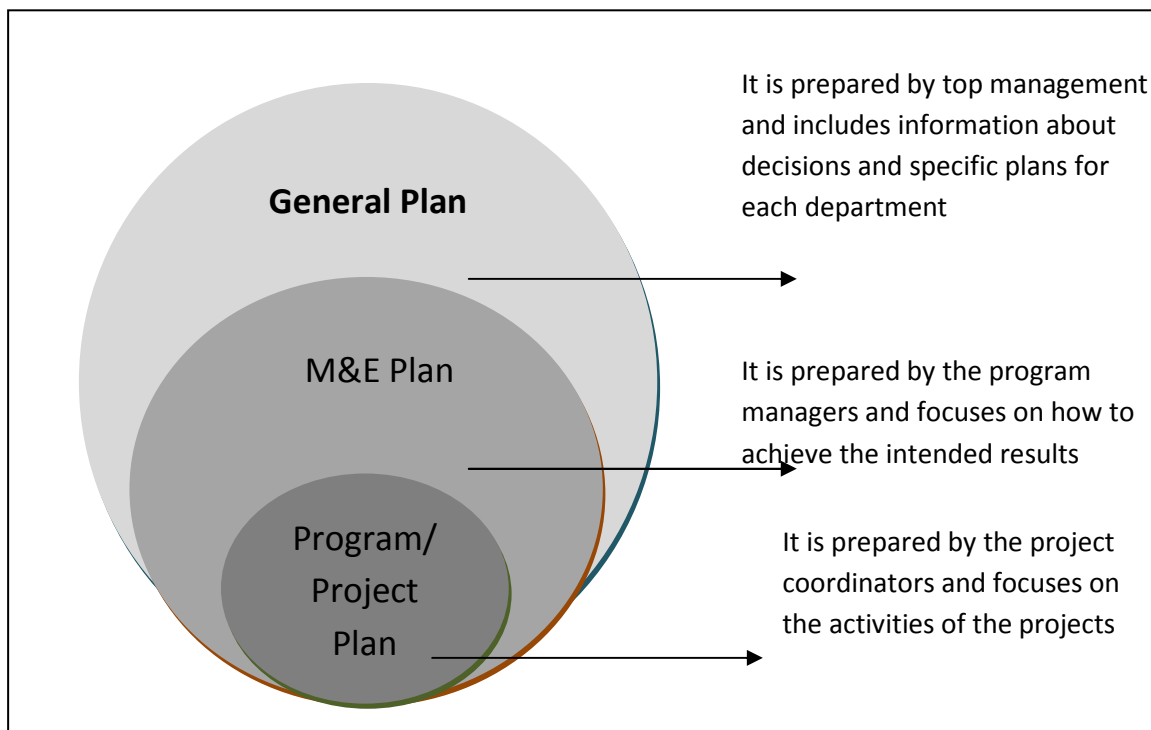 General Plan
It is prepared by top management
and includes information about
decisions and specific plans for
each department
M&E Plan
It is prepared by the program
managers and focuses on how to
achieve the intended results
Program/
Project
Plan
It is prepared by the project
coordinators and focuses on
the activities of the projects